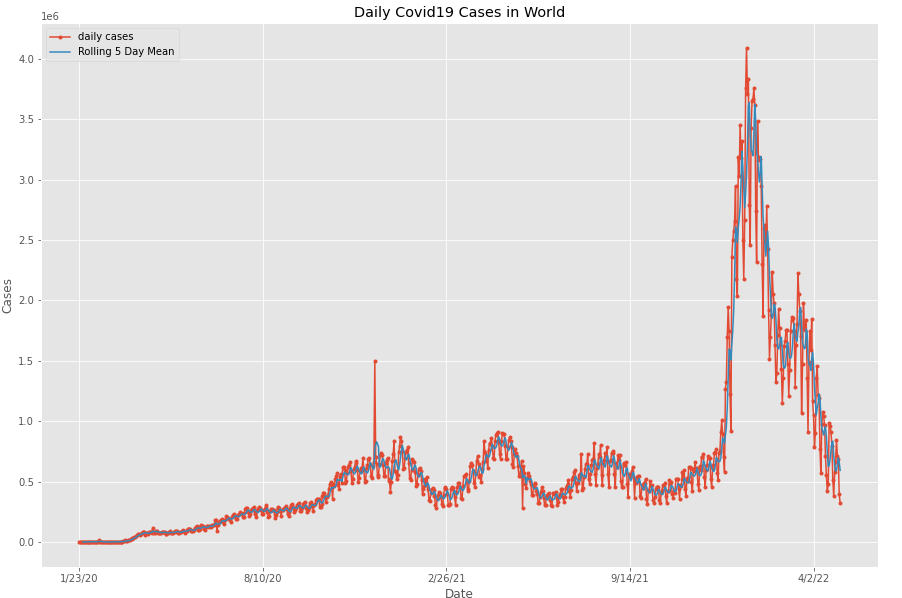 Daily Covid19 Cases in World
1e6
daily cases
Rolling 5 Day Mean
4.0
3.5
3.0
2.5
2.0
1.5
1.0
0.5
0.0
Cases
1/23/20 8/10/20 2/26/21 9/14/21 4/2/22
Date